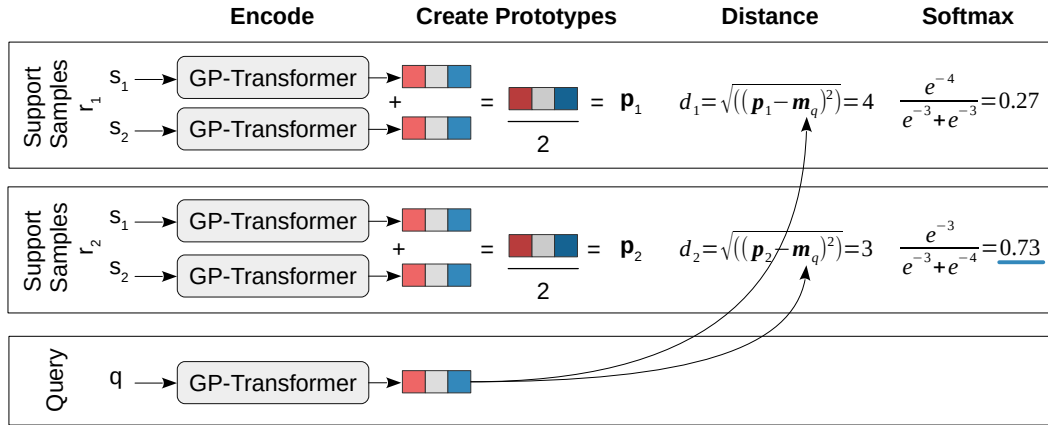 Encode Create Prototypes Distance Softmax
Support Samples r₁
s₁ GP-Transformer
+ = = p₁
s₂ GP-Transformer
2
d₁=√((p₁−m_q)²)=4
e⁻⁴ / e⁻³+e⁻³ =0.27
Support Samples r₂
s₁ GP-Transformer
+ = = p₂
s₂ GP-Transformer
2
d₂=√((p₂−m_q)²)=3
e⁻³ / e⁻³+e⁻⁴ =0.73
Query
q GP-Transformer